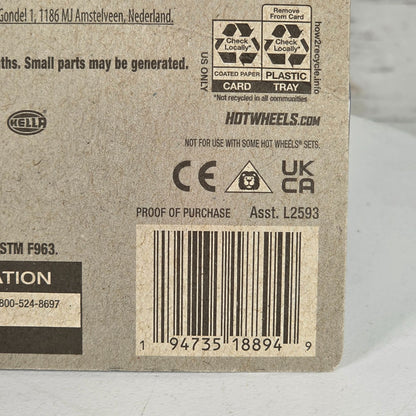 Gondel 1, 1186 MJ Amstelveen, Nederland.
ths. Small parts may be generated.
HELLA
US ONLY
Remove From Card
Check Locally*
COATED PAPER
CARD
Check Locally*
PLASTIC
TRAY
how2recycle.info
*Not recycled in all communities
HOTWHEELS.COM
NOT FOR USE WITH SOME HOT WHEELS® SETS.
CE
UK
CA
PROOF OF PURCHASE Asst. L2593
STM F963.
ATION
800-524-8697
1 94735 18894 9